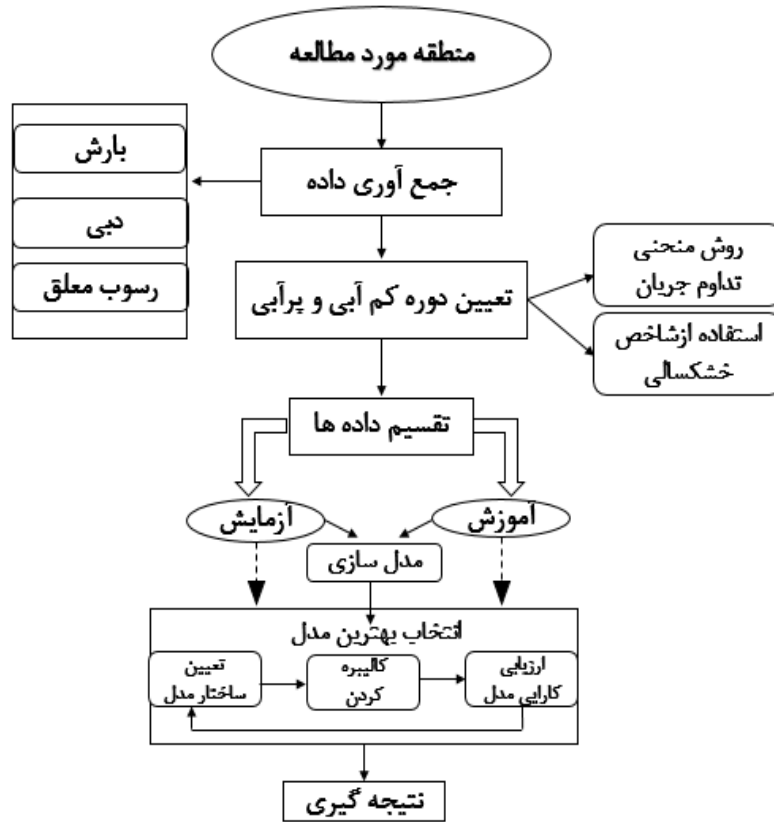 منطقه مورد مطالعه
جمع آوری داده
بارش
دبی
رسوب معلق
تعیین دوره کم آبی و پرآبی
روش منحنی
تداوم جریان
استفاده ازشاخص
خشکسالی
تقسیم داده ها
آموزش
آزمایش
مدل سازی
انتخاب بهترین مدل
تعیین
ساختار مدل
کالیبره
کردن
ارزیابی
کارایی مدل
نتیجه گیری